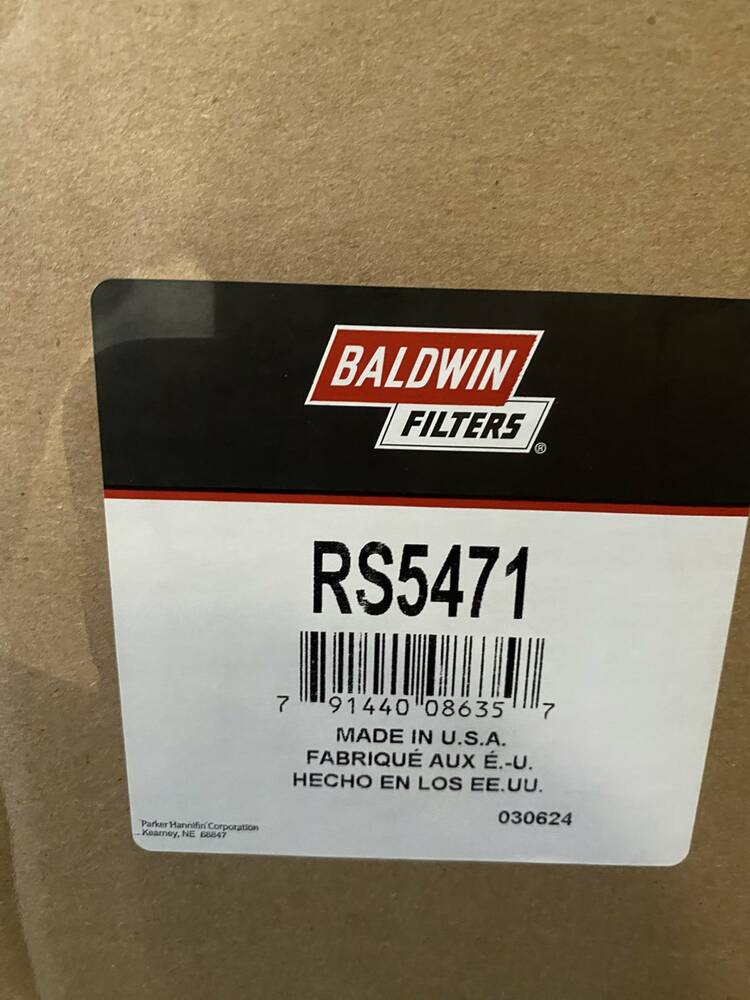 BALDWIN
FILTERS®
RS5471
7 91440 08635 7
MADE IN U.S.A.
FABRIQUÉ AUX É.-U.
HECHO EN LOS EE.UU.
030624
Parker Hannifin Corporation
Kearney, NE 68847